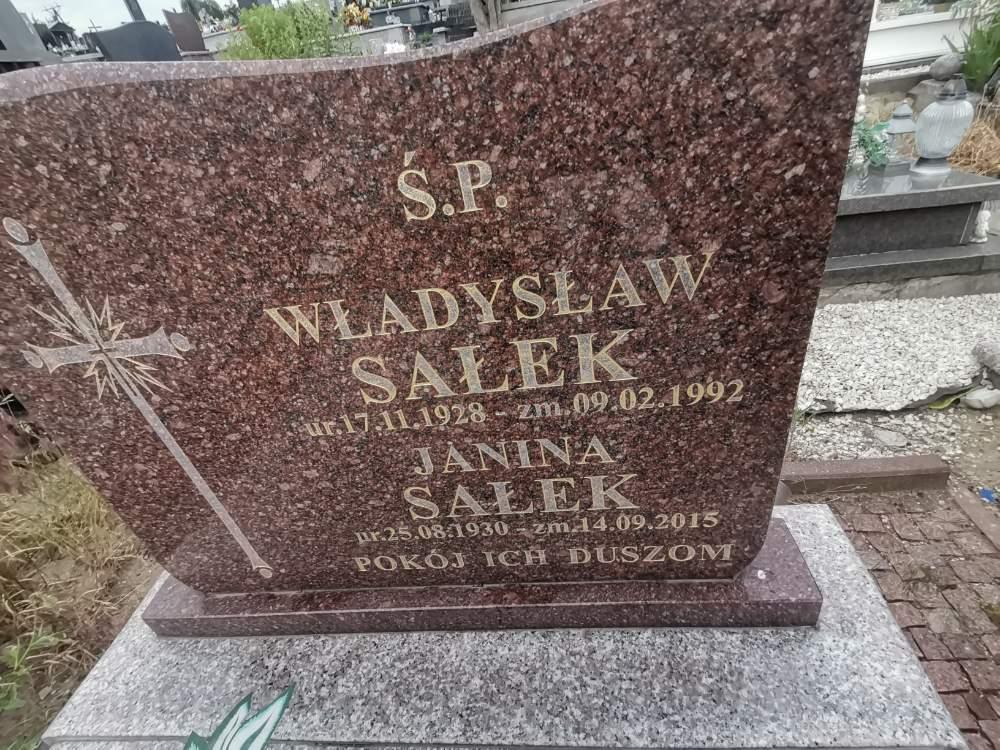 Ś.P.
WŁADYSŁAW
SAŁEK
ur.17.11.1928 - zm.09.02.1992
JANINA
SAŁEK
ur.25.08.1930 - zm.14.09.2015
POKÓJ ICH DUSZOM